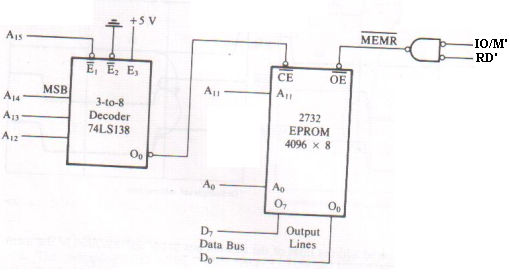 +5 V
A15
E1 E2 E3
MSB
A14
A13
A12
3-to-8
Decoder
74LS138
O0
MEMR
IO/M'
RD'
CE OE
A11 A11
2732
EPROM
4096 × 8
A0 A0
O7 O0
D7
Data Bus
D0
Output
Lines